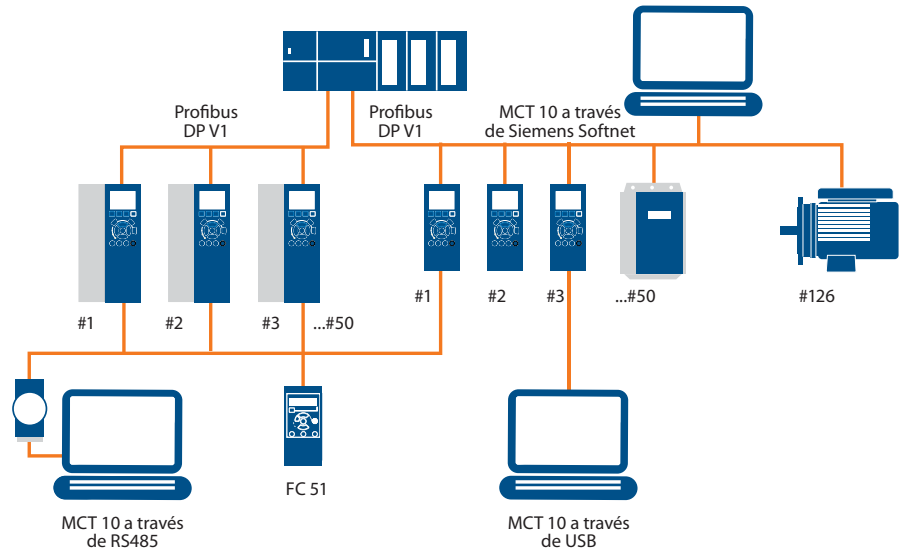 Profibus
DP V1
Profibus
DP V1
MCT 10 a través
de Siemens Softnet
#1
#2
#3
...#50
#1
#2
#3
...#50
#126
FC 51
MCT 10 a través
de RS485
MCT 10 a través
de USB